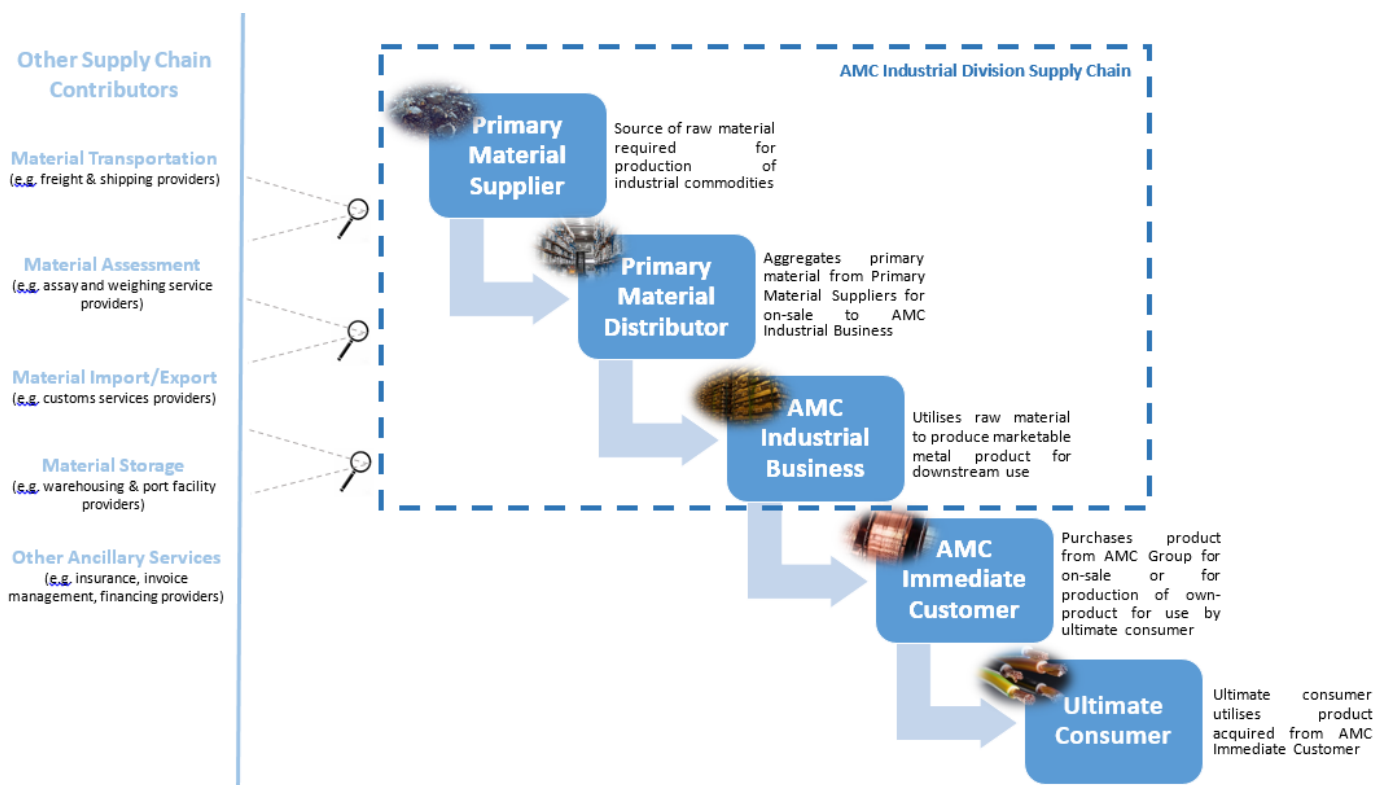 Other Supply Chain
Contributors
Material Transportation
(e.g. freight & shipping providers)
Material Assessment
(e.g. assay and weighing service
providers)
Material Import/Export
(e.g. customs services providers)
Material Storage
(e.g. warehousing & port facility
providers)
Other Ancillary Services
(e.g. insurance, invoice
management, financing providers)
AMC Industrial Division Supply Chain
Primary
Material
Supplier
Source of raw material
required for
production of
industrial commodities
Primary
Material
Distributor
Aggregates primary
material from Primary
Material Suppliers for
on-sale to AMC
Industrial Business
AMC
Industrial
Business
Utilises raw material
to produce marketable
metal product for
downstream use
AMC
Immediate
Customer
Purchases product
from AMC Group for
on-sale or for
production of own-
product for use by
ultimate consumer
Ultimate
Consumer
Ultimate consumer
utilises product
acquired from AMC
Immediate Customer